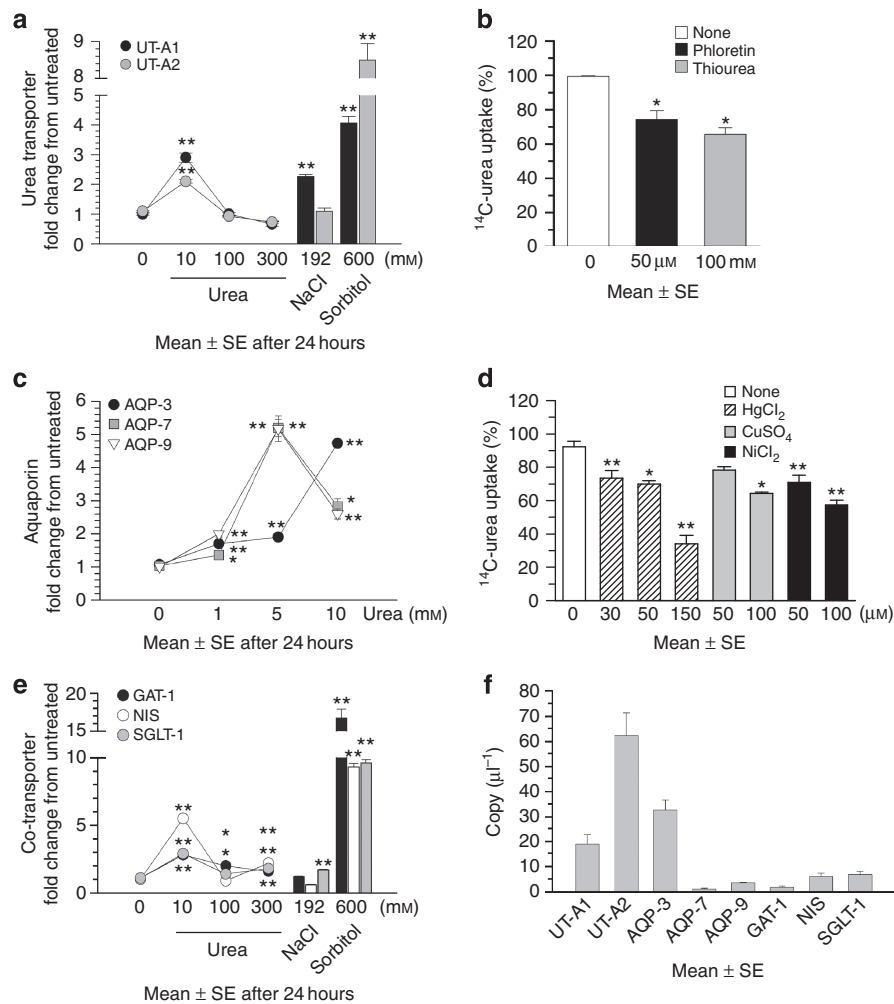 a
UT-A1
UT-A2
Urea transporter
fold change from untreated
9
8
5
4
3
2
1
0
**
**
**
**
**
0 10 100 300 192 600 (mM)
Urea
NaCl
Sorbitol
Mean ± SE after 24 hours
b
None
Phloretin
Thiourea
¹⁴C-urea uptake (%)
120
100
80
60
40
20
0
*
*
0 50 μM 100 mM
Mean ± SE
c
AQP-3
AQP-7
AQP-9
Aquaporin
fold change from untreated
6
5
4
3
2
1
0
** **
**
**
**
*
**
*
**
0 1 5 10 Urea (mM)
Mean ± SE after 24 hours
d
None
HgCl₂
CuSO₄
NiCl₂
¹⁴C-urea uptake (%)
120
100
80
60
40
20
0
**
*
**
*
**
**
0 30 50 150 50 100 50 100 (μM)
Mean ± SE
e
GAT-1
NIS
SGLT-1
Co-transporter
fold change from untreated
20
15
10
5
0
**
**
**
**
*
*
**
**
**
**
**
**
0 10 100 300 192 600 (mM)
Urea
NaCl
Sorbitol
Mean ± SE after 24 hours
f
Copy (μl⁻¹)
80
70
60
50
40
30
20
10
0
UT-A1
UT-A2
AQP-3
AQP-7
AQP-9
GAT-1
NIS
SGLT-1
Mean ± SE